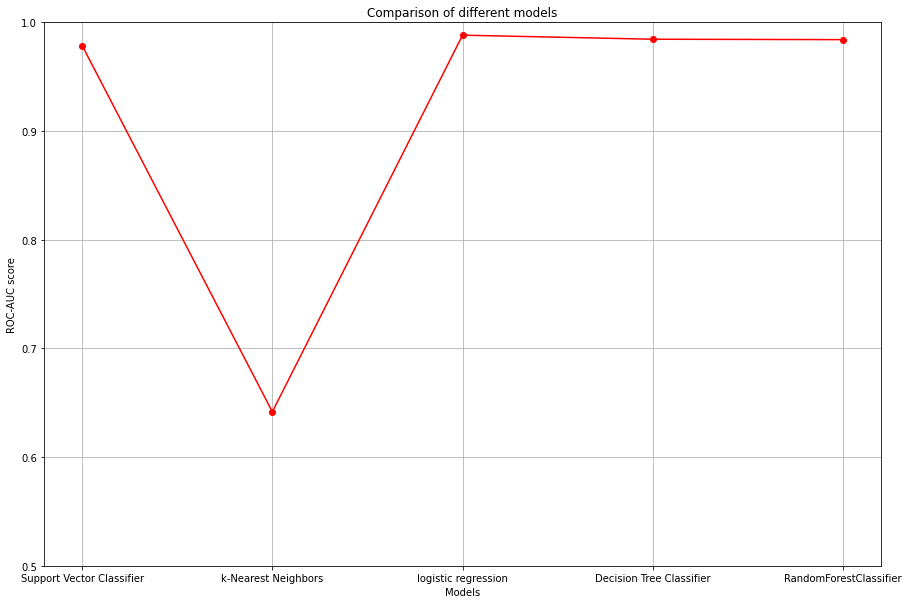 Comparison of different models
1.0
0.9
0.8
0.7
0.6
0.5
ROC-AUC score
Support Vector Classifier
k-Nearest Neighbors
logistic regression
Decision Tree Classifier
RandomForestClassifier
Models